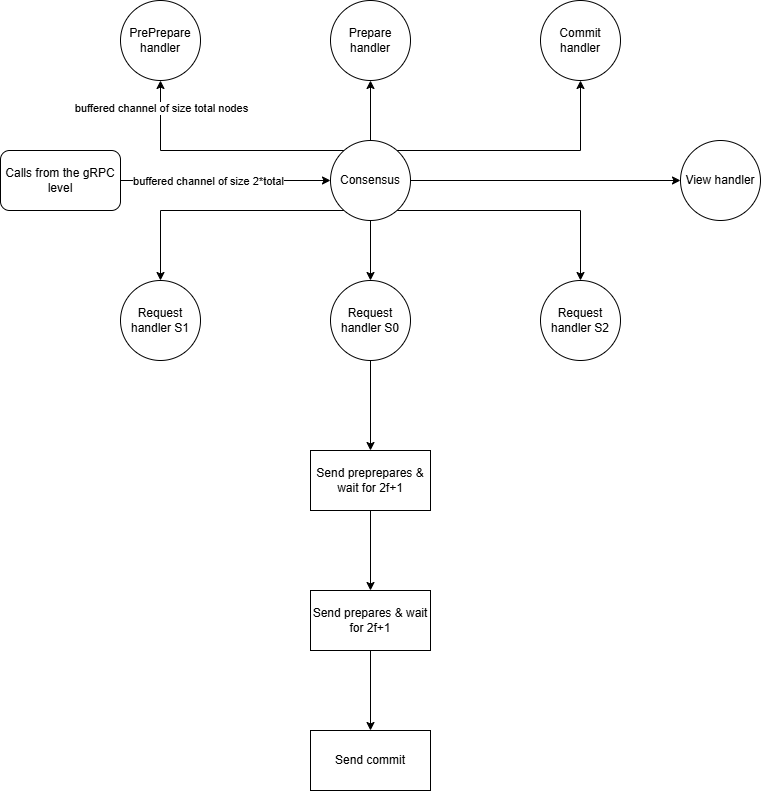 PrePrepare
handler
Prepare
handler
Commit
handler
buffered channel of size total nodes
Calls from the gRPC
level
buffered channel of size 2*total
Consensus
View handler
Request
handler S1
Request
handler S0
Request
handler S2
Send preprepares &
wait for 2f+1
Send prepares & wait
for 2f+1
Send commit